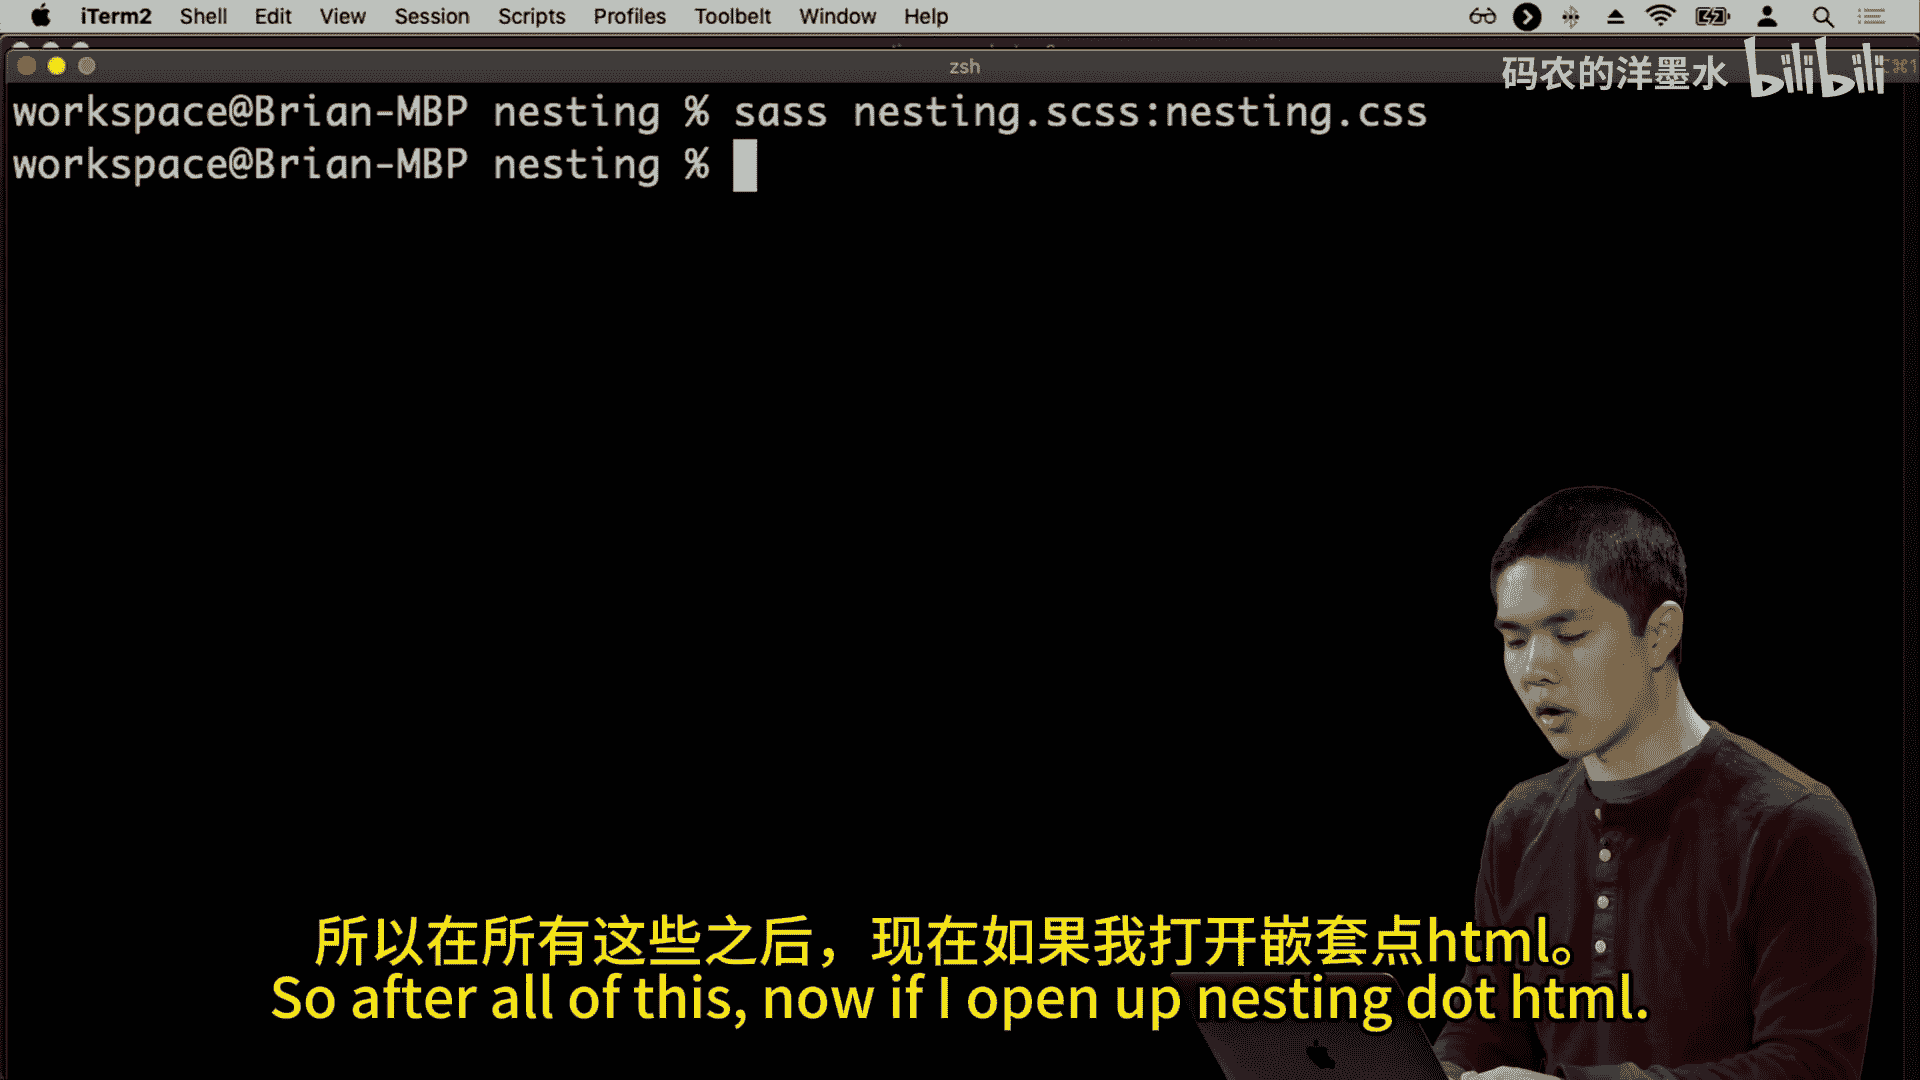 iTerm2 Shell Edit View Session Scripts Profiles Toolbelt Window Help
zsh
码农的洋墨水 bilibili
workspace@Brian-MBP nesting % sass nesting.scss:nesting.css
workspace@Brian-MBP nesting %
所以在所有这些之后，现在如果我打开嵌套点html。
So after all of this, now if I open up nesting dot html.